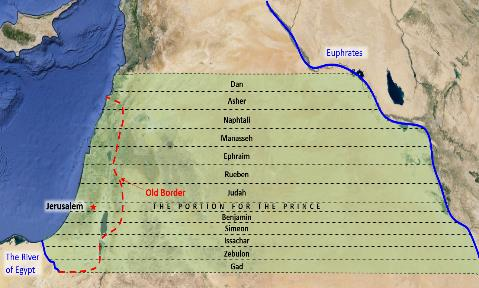 Euphrates
Dan
Asher
Naphtali
Manasseh
Ephraim
Rueben
Old Border
Judah
Jerusalem
THE PORTION FOR THE PRINCE
Benjamin
Simeon
Issachar
Zebulon
Gad
The River
of Egypt